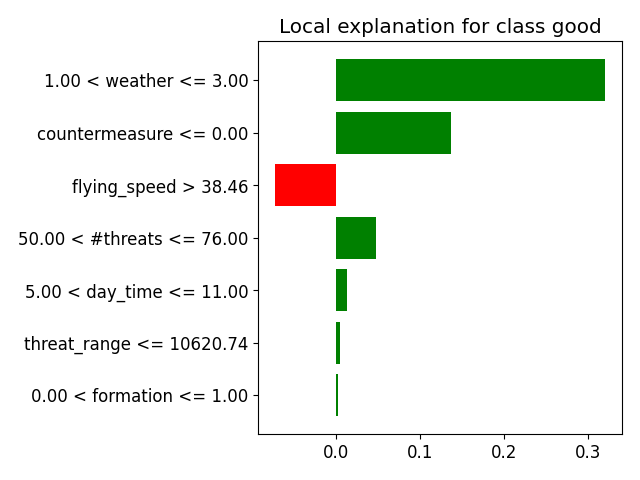 Local explanation for class good
1.00 < weather <= 3.00
countermeasure <= 0.00
flying_speed > 38.46
50.00 < #threats <= 76.00
5.00 < day_time <= 11.00
threat_range <= 10620.74
0.00 < formation <= 1.00
0.0 0.1 0.2 0.3